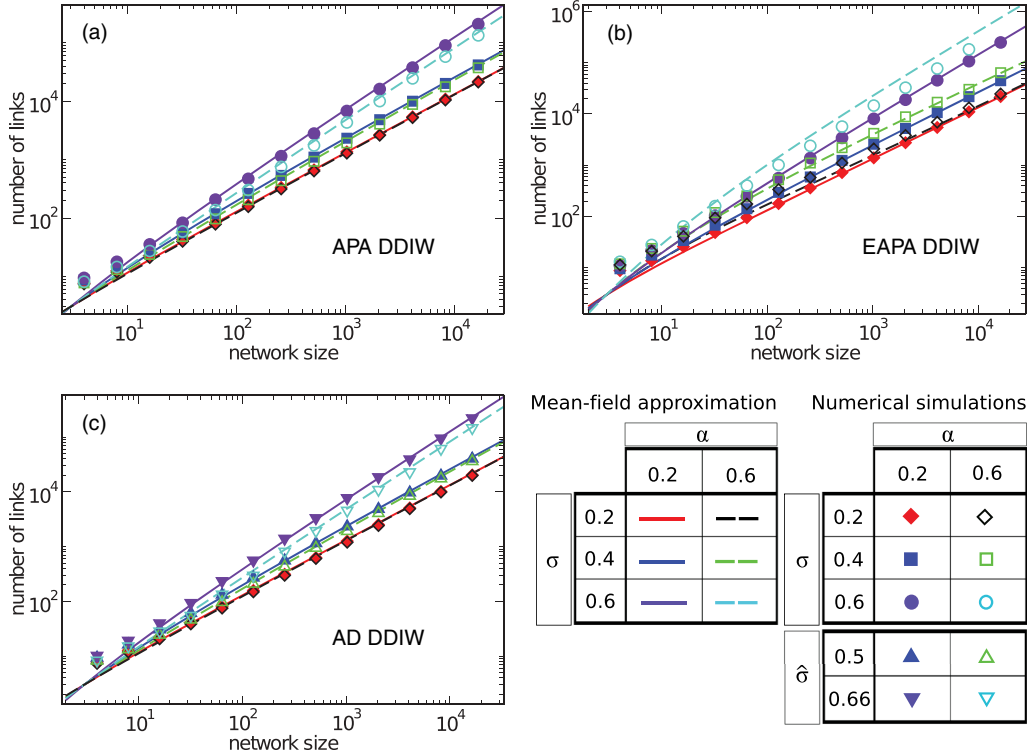 (a)
number of links
10^4
10^2
APA DDIW
10^1 10^2 10^3 10^4
network size
(b)
number of links
10^6
10^4
10^2
EAPA DDIW
10^1 10^2 10^3 10^4
network size
(c)
number of links
10^4
10^2
AD DDIW
10^1 10^2 10^3 10^4
network size
Mean-field approximation
α
0.2 0.6
σ
0.2
0.4
0.6
Numerical simulations
α
0.2 0.6
σ
0.2
0.4
0.6
σ̂
0.5
0.66